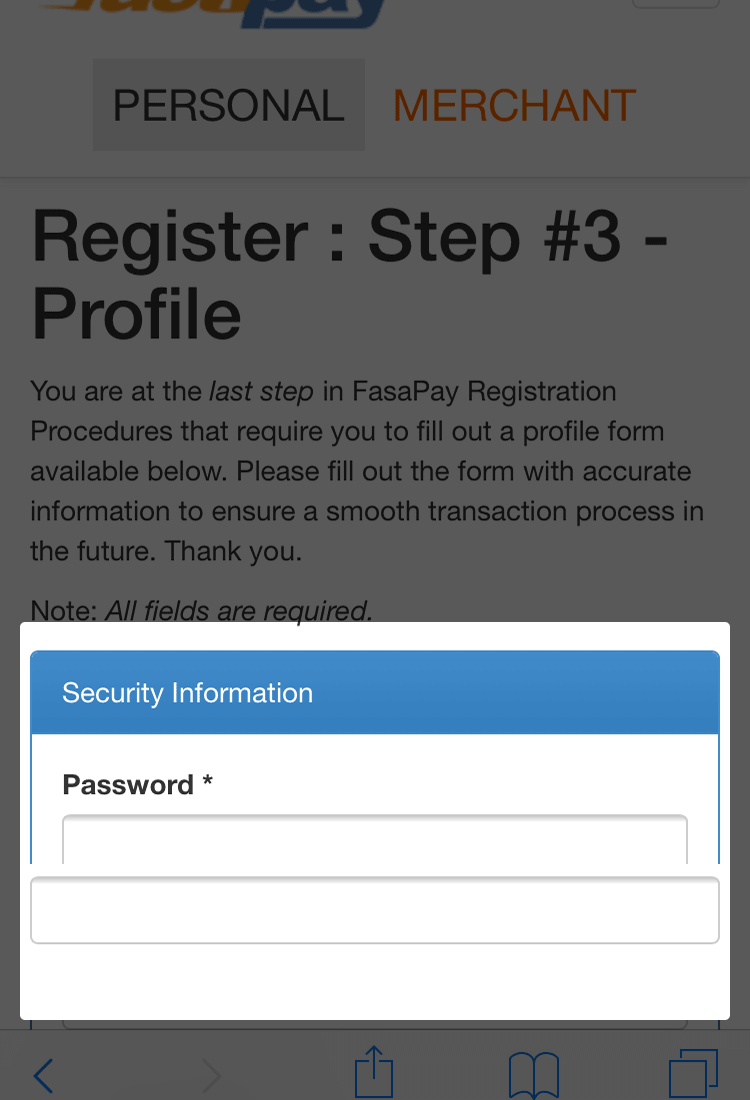 PERSONAL MERCHANT
Register : Step #3 -
Profile
You are at the last step in FasaPay Registration
Procedures that require you to fill out a profile form
available below. Please fill out the form with accurate
information to ensure a smooth transaction process in
the future. Thank you.
Note: All fields are required.
Security Information
Password *